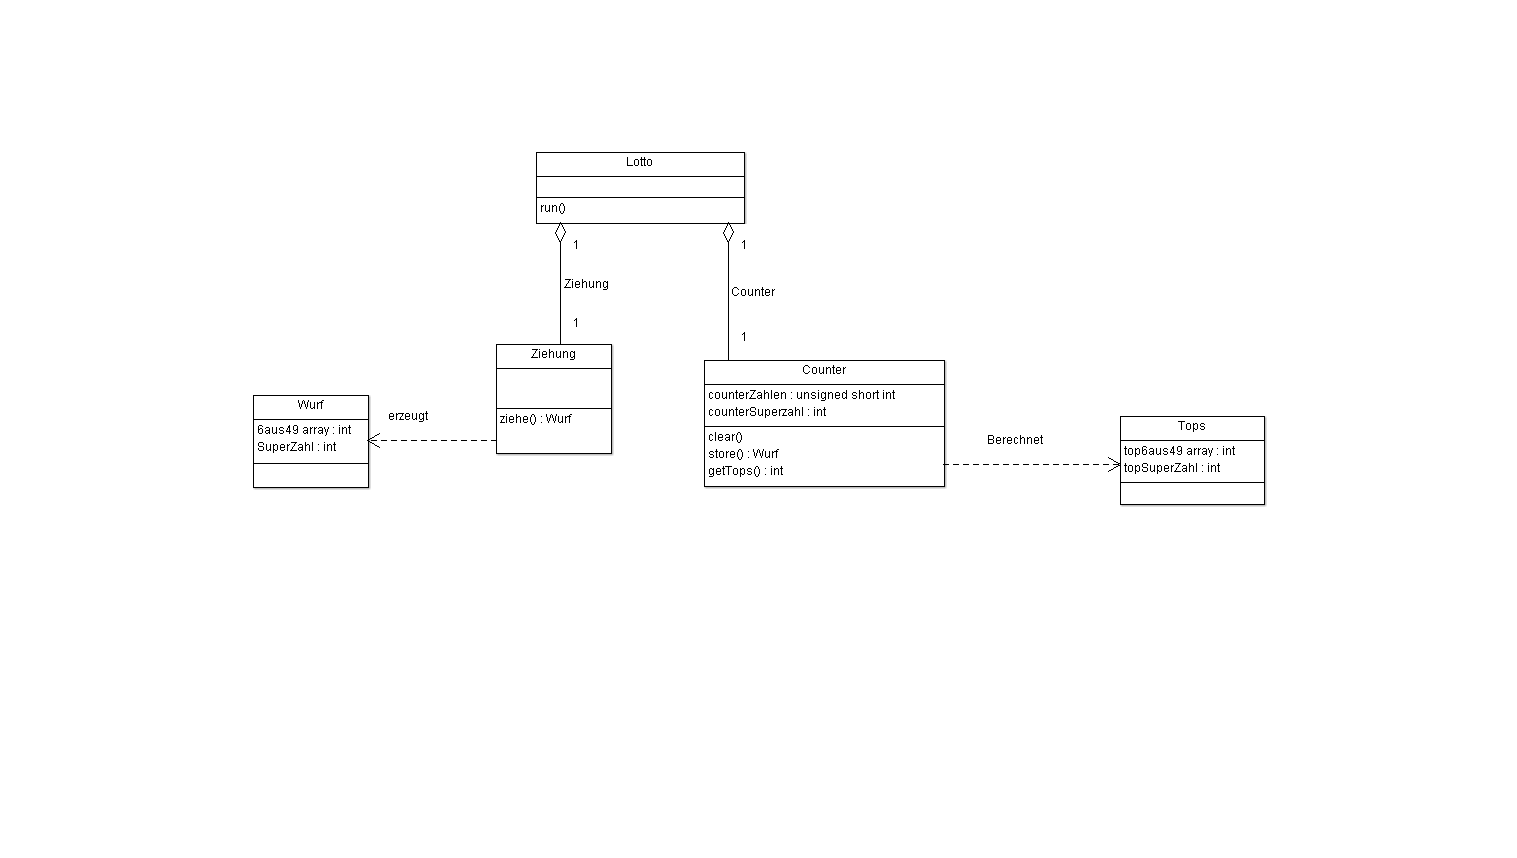 Lotto
run()
1
1
Ziehung
Counter
1
1
Ziehung
ziehe() : Wurf
Counter
counterZahlen : unsigned short int
counterSuperzahl : int
clear()
store() : Wurf
getTops() : int
Wurf
6aus49 array : int
SuperZahl : int
erzeugt
Berechnet
Tops
top6aus49 array : int
topSuperZahl : int